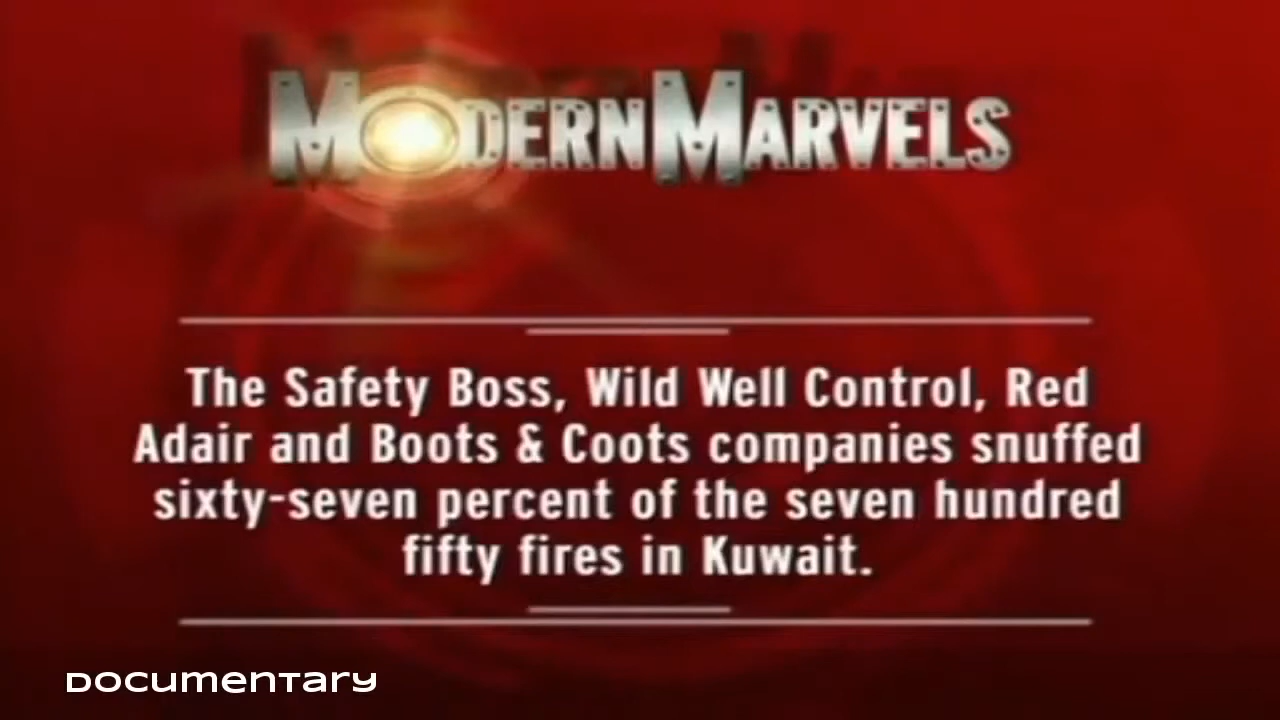 MODERN MARVELS
The Safety Boss, Wild Well Control, Red
Adair and Boots & Coots companies snuffed
sixty-seven percent of the seven hundred
fifty fires in Kuwait.
Documentary